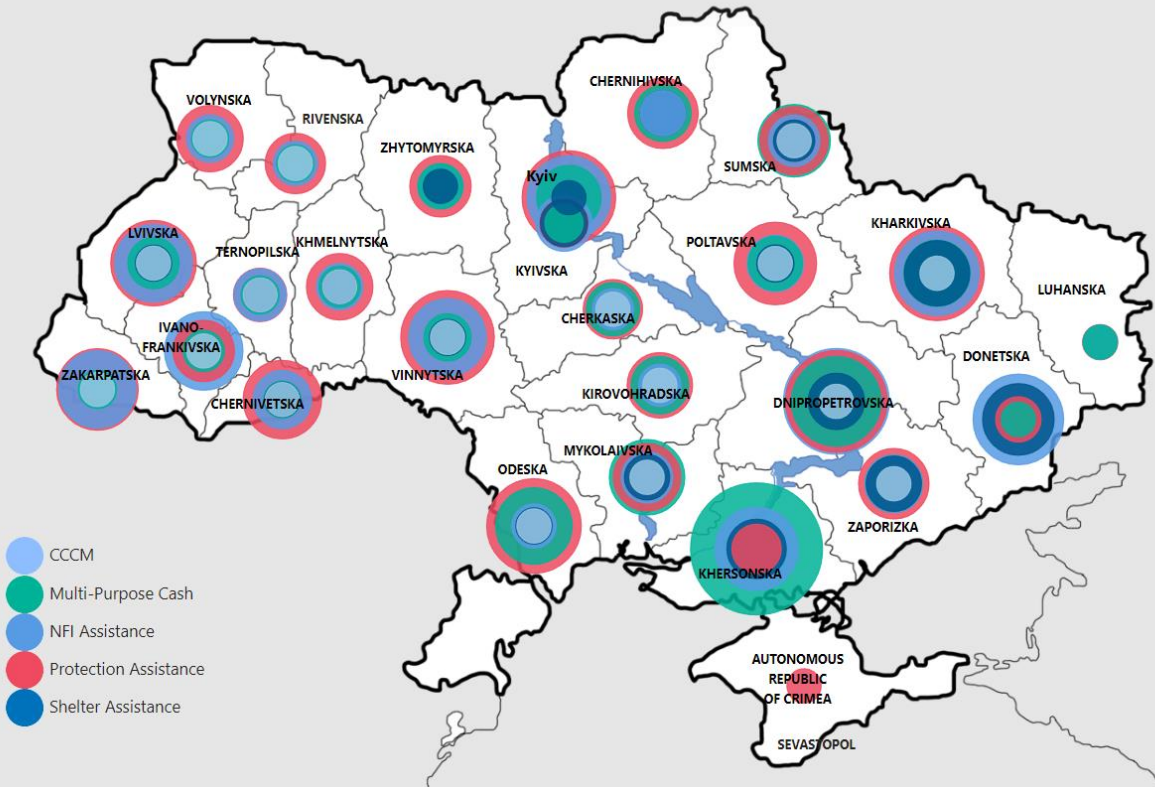 CHERNIHIVSKA
VOLYNSKA
RIVENSKA
ZHYTOMYRSKA
SUMSKA
Kyiv
KHARKIVSKA
LVIVSKA
TERNOPILSKA
KHMELNYTSKA
POLTAVSKA
KYIVSKA
LUHANSKA
CHERKASKA
IVANO-
FRANKIVSKA
DONETSKA
ZAKARPATSKA
VINNYTSKA
KIROVOHRADSKA
CHERNIVETSKA
DNIPROPETROVSKA
MYKOLAIVSKA
ODESKA
ZAPORIZKA
KHERSONSKA
CCCM
Multi-Purpose Cash
NFI Assistance
Protection Assistance
Shelter Assistance
AUTONOMOUS
REPUBLIC
OF CRIMEA
SEVASTOPOL